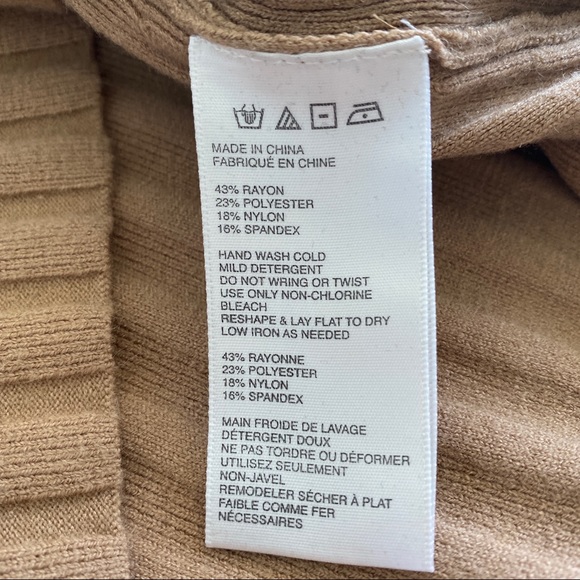 MADE IN CHINA
FABRIQUÉ EN CHINE
43% RAYON
23% POLYESTER
18% NYLON
16% SPANDEX
HAND WASH COLD
MILD DETERGENT
DO NOT WRING OR TWIST
USE ONLY NON-CHLORINE
BLEACH
RESHAPE & LAY FLAT TO DRY
LOW IRON AS NEEDED
43% RAYONNE
23% POLYESTER
18% NYLON
16% SPANDEX
MAIN FROIDE DE LAVAGE
DÉTERGENT DOUX
NE PAS TORDRE OU DÉFORMER
UTILISEZ SEULEMENT
NON-JAVEL
REMODELER SÉCHER À PLAT
FAIBLE COMME FER
NÉCESSAIRES